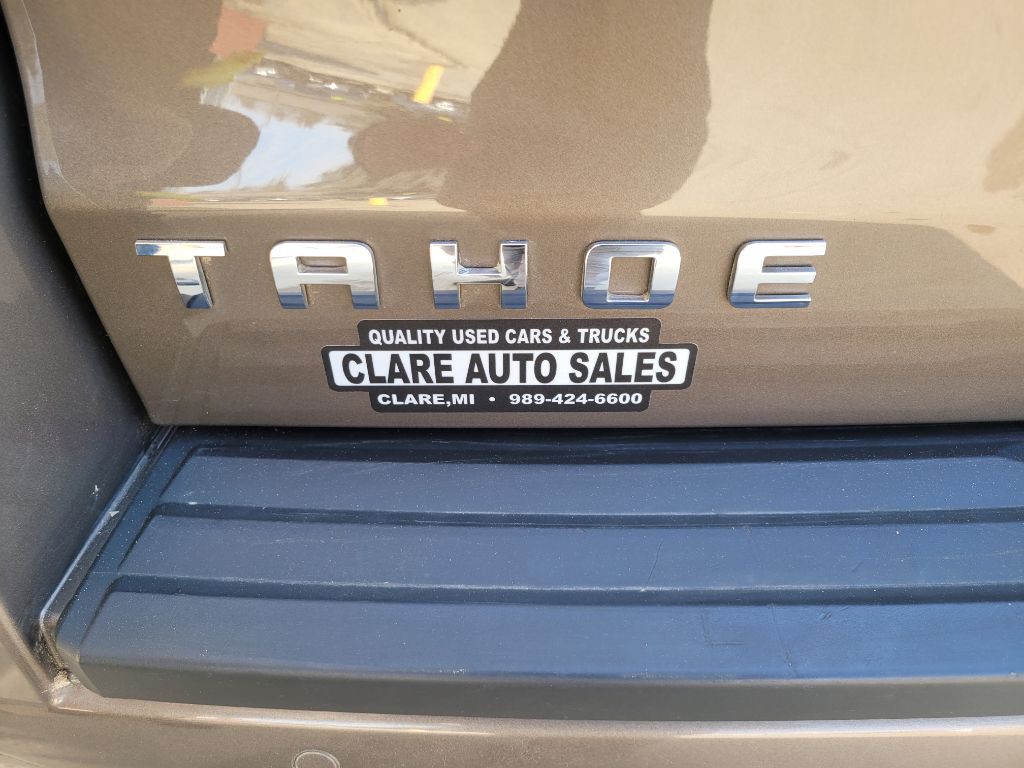 TAHOE
QUALITY USED CARS & TRUCKS
CLARE AUTO SALES
CLARE,MI • 989-424-6600